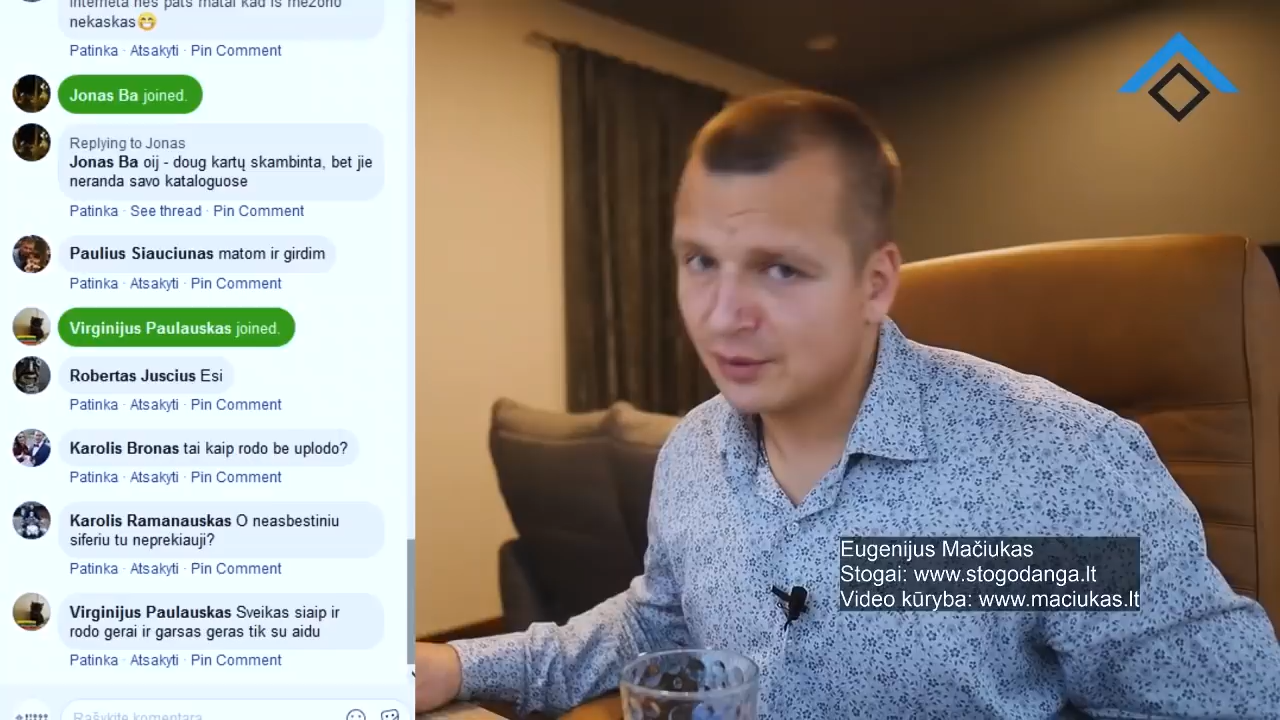 interneta nes pats matai kad is mezono
nekaskas😁
Patinka · Atsakyti · Pin Comment
Jonas Ba joined.
Replying to Jonas
Jonas Ba oij - doug kartų skambinta, bet jie
neranda savo kataloguose
Patinka · See thread · Pin Comment
Paulius Siauciunas matom ir girdim
Patinka · Atsakyti · Pin Comment
Virginijus Paulauskas joined.
Robertas Juscius Esi
Patinka · Atsakyti · Pin Comment
Karolis Bronas tai kaip rodo be uplodo?
Patinka · Atsakyti · Pin Comment
Karolis Ramanauskas O neasbestiniu
siferiu tu neprekiauji?
Patinka · Atsakyti · Pin Comment
Virginijus Paulauskas Sveikas siaip ir
rodo gerai ir garsas geras tik su aidu
Patinka · Atsakyti · Pin Comment
Rašykite komentarą
Eugenijus Mačiukas
Stogai: www.stogodanga.lt
Video kūryba: www.maciukas.lt